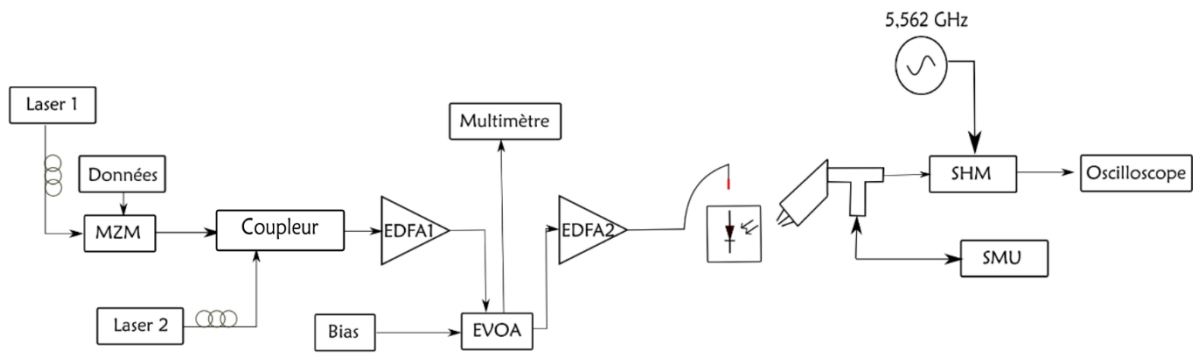 5,562 GHz
Laser 1
Multimètre
Données
SHM
Oscilloscope
MZM
Coupleur
EDFA1
EDFA2
SMU
Laser 2
Bias
EVOA